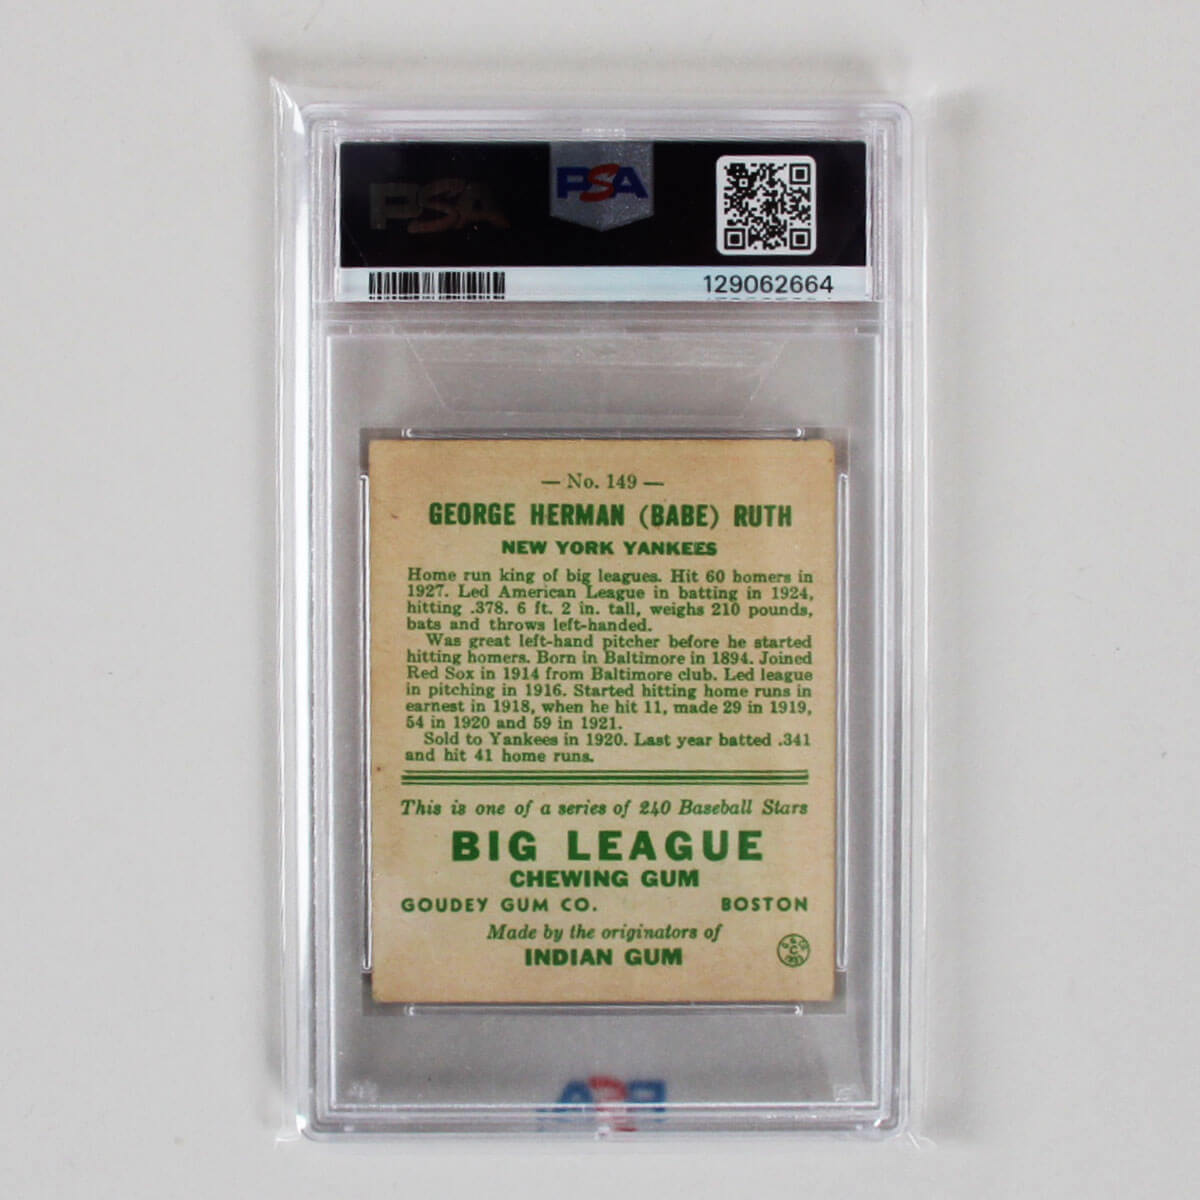 PSA
PSA
129062664
— No. 149 —
GEORGE HERMAN (BABE) RUTH
NEW YORK YANKEES
Home run king of big leagues. Hit 60 homers in
1927. Led American League in batting in 1924,
hitting .378. 6 ft. 2 in. tall, weighs 210 pounds,
bats and throws left-handed.
Was great left-hand pitcher before he started
hitting homers. Born in Baltimore in 1894. Joined
Red Sox in 1914 from Baltimore club. Led league
in pitching in 1916. Started hitting home runs in
earnest in 1918, when he hit 11, made 29 in 1919,
54 in 1920 and 59 in 1921.
Sold to Yankees in 1920. Last year batted .341
and hit 41 home runs.
This is one of a series of 240 Baseball Stars
BIG LEAGUE
CHEWING GUM
GOUDEY GUM CO. BOSTON
Made by the originators of
INDIAN GUM
PSA